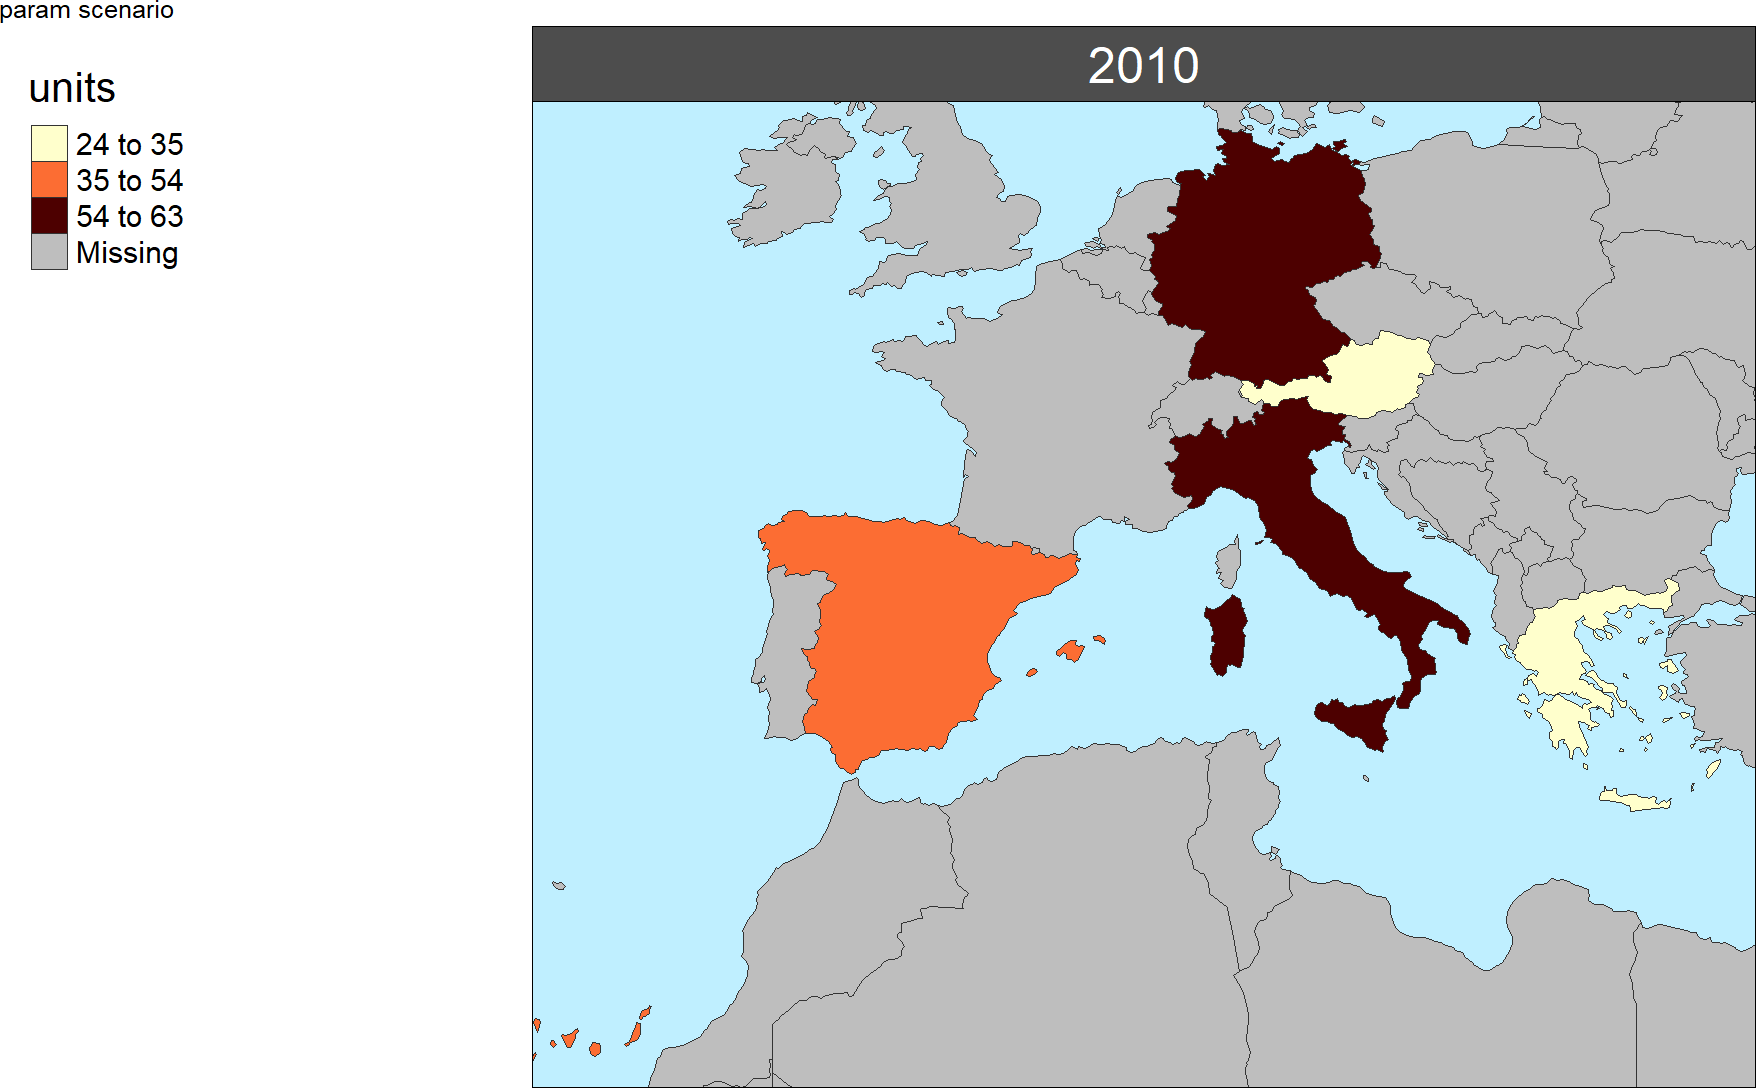 param scenario
2010
units
24 to 35
35 to 54
54 to 63
Missing